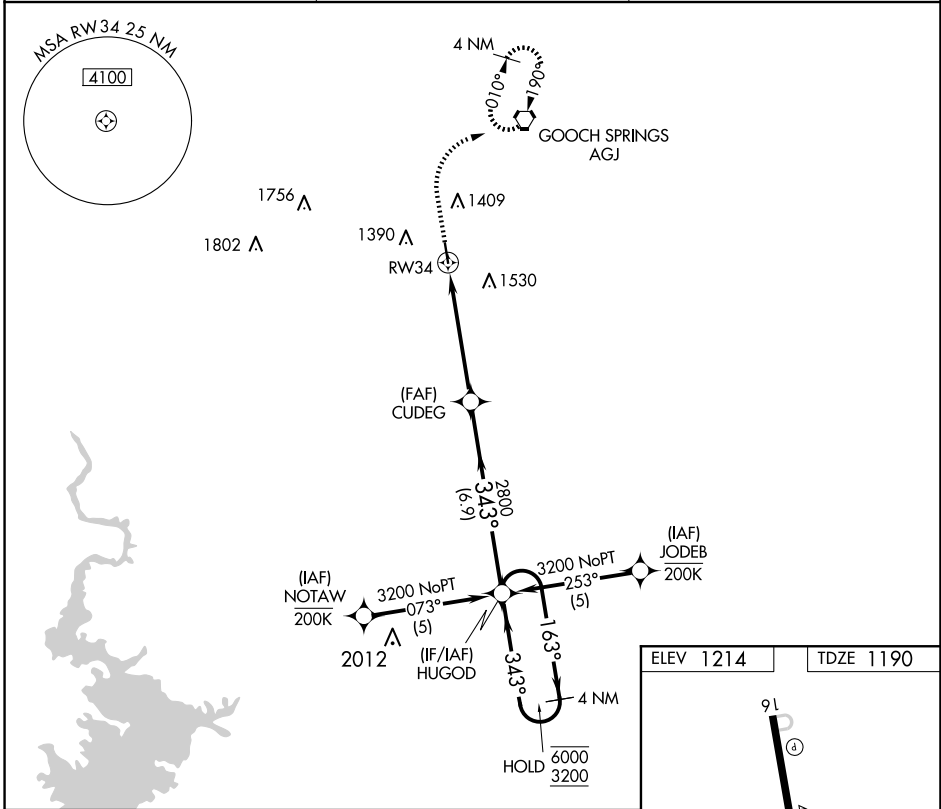 MSA RW34 25 NM
4100
4 NM
010°
190°
GOOCH SPRINGS
AGJ
1756
1409
1802
1390
RW34
1530
(FAF)
CUDEG
2800
343°
(6.9)
(IAF)
JODEB
200K
3200 NoPT
253°
(5)
(IAF)
NOTAW
200K
3200 NoPT
073°
(5)
2012
(IF/IAF)
HUGOD
163°
343°
4 NM
HOLD
6000
3200
ELEV 1214
TDZE 1190
16
P